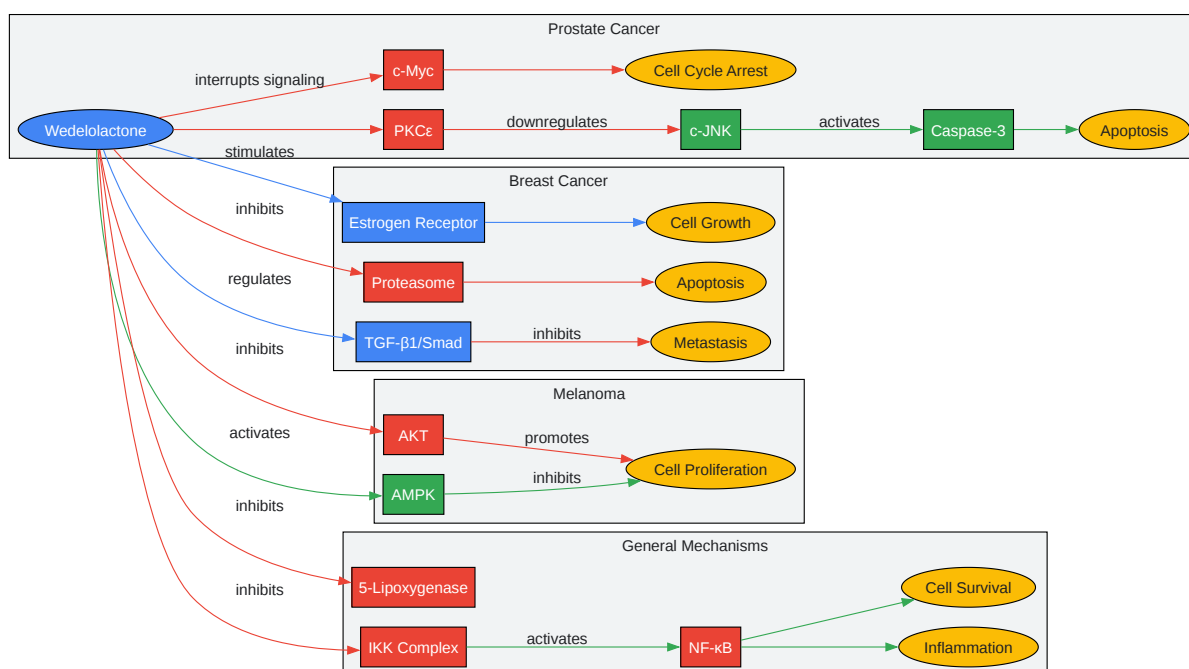 Prostate Cancer
interrupts signaling
c-Myc
Cell Cycle Arrest
Wedelolactone
PKCε
downregulates
c-JNK
activates
Caspase-3
Apoptosis
stimulates
Breast Cancer
Estrogen Receptor
Cell Growth
inhibits
Proteasome
Apoptosis
regulates
TGF-β1/Smad
inhibits
Metastasis
inhibits
Melanoma
AKT
promotes
Cell Proliferation
activates
AMPK
inhibits
inhibits
General Mechanisms
5-Lipoxygenase
Cell Survival
inhibits
IKK Complex
activates
NF-κB
Inflammation